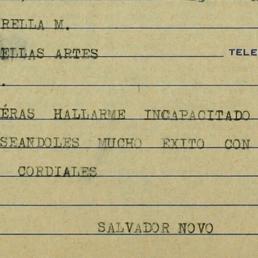 RELLA M.
ELLAS ARTES
TELE
.
ÉRAS HALLARME INCAPACITADO
SEANDOLES MUCHO EXITO CON
CORDIALES
SALVADOR NOVO